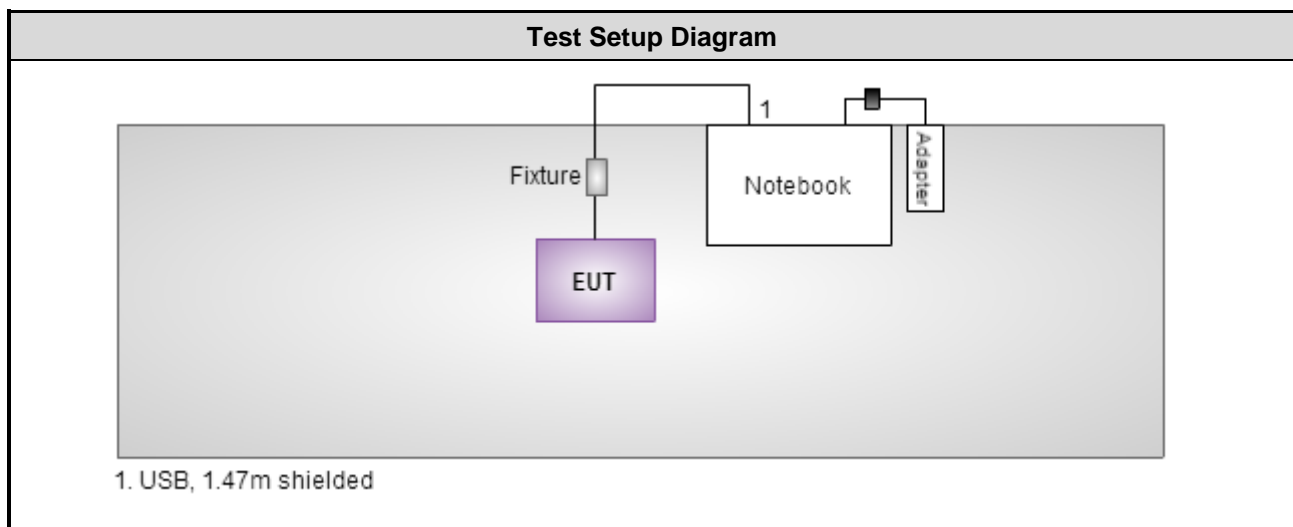 Test Setup Diagram
1
Fixture
Notebook
Adapter
EUT
1. USB, 1.47m shielded